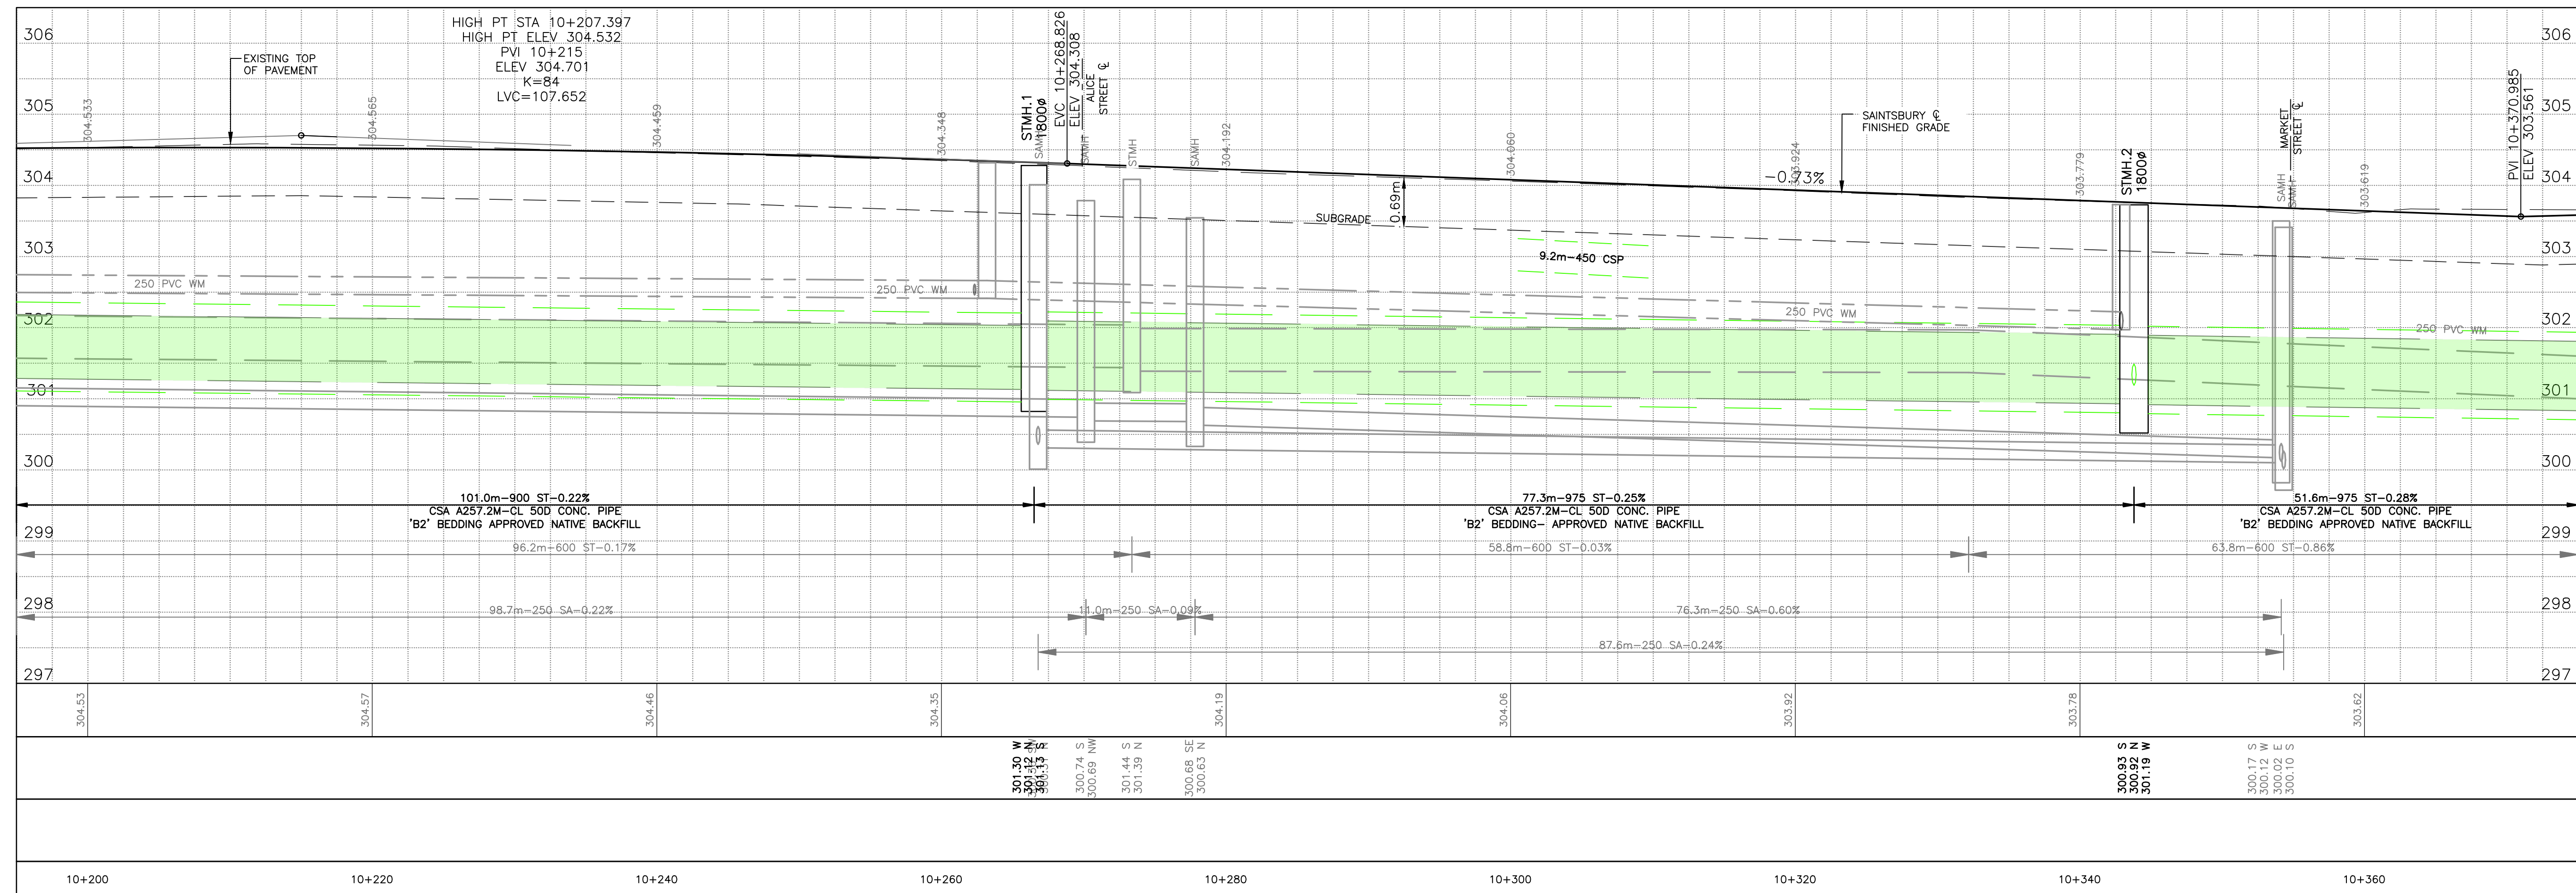 HIGH PT STA 10+207.397
HIGH PT ELEV 304.532
PVI 10+215
ELEV 304.701
K=84
LVC=107.652
EXISTING TOP
OF PAVEMENT
306
305
304
303
302
301
300
299
298
297
306
305
304
303
302
301
300
299
298
297
304.533
304.565
304.459
304.348
304.192
304.060
303.924
303.779
303.619
STMH.1
1800ø
SAMH
EVC 10+268.826
ELEV 304.308
ALICE
STREET ℄
SAMH
STMH
SAMH
SAINTSBURY ℄
FINISHED GRADE
-0.73%
0.69m
SUBGRADE
STMH.2
1800ø
MARKET
STREET ℄
SAMH
SAMH
PVI 10+370.985
ELEV 303.561
9.2m-450 CSP
250 PVC WM
250 PVC WM
250 PVC WM
250 PVC WM
101.0m-900 ST-0.22%
CSA A257.2M-CL 50D CONC. PIPE
'B2' BEDDING APPROVED NATIVE BACKFILL
77.3m-975 ST-0.25%
CSA A257.2M-CL 50D CONC. PIPE
'B2' BEDDING- APPROVED NATIVE BACKFILL
51.6m-975 ST-0.28%
CSA A257.2M-CL 50D CONC. PIPE
'B2' BEDDING APPROVED NATIVE BACKFILL
96.2m-600 ST-0.17%
58.8m-600 ST-0.03%
63.8m-600 ST-0.86%
98.7m-250 SA-0.22%
11.0m-250 SA-0.09%
76.3m-250 SA-0.60%
87.6m-250 SA-0.24%
304.53
304.57
304.46
304.35
304.19
304.06
303.92
303.78
303.62
301.30 W
301.12 N
301.13 S
300.74 S
300.69 NW
301.44 S
301.39 N
300.68 SE
300.63 N
300.93 S
300.92 N
301.19 W
300.17 S
300.12 W
300.02 E
300.10 S
10+200
10+220
10+240
10+260
10+280
10+300
10+320
10+340
10+360